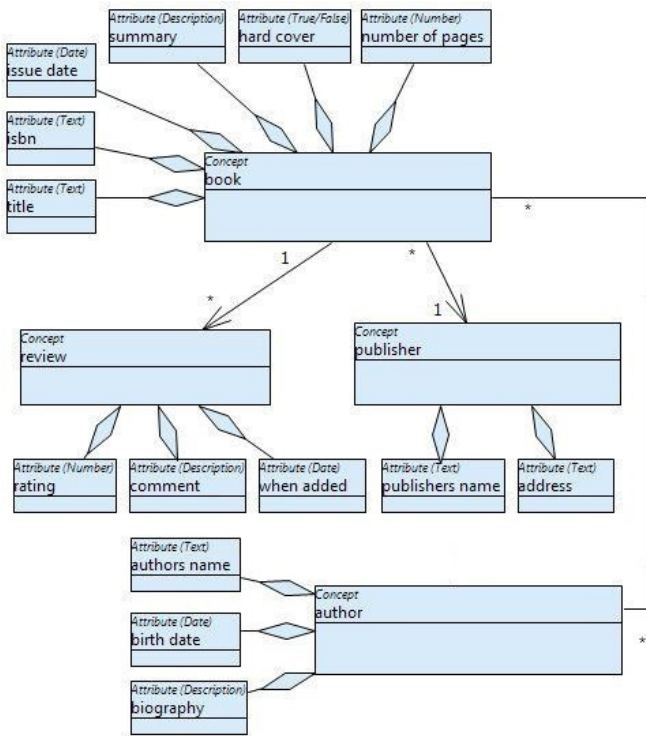 Attribute (Description)
summary
Attribute (True/False)
hard cover
Attribute (Number)
number of pages
Attribute (Date)
issue date
Attribute (Text)
isbn
Attribute (Text)
title
Concept
book
*
1
*
*
1
Concept
review
Concept
publisher
Attribute (Number)
rating
Attribute (Description)
comment
Attribute (Date)
when added
Attribute (Text)
publishers name
Attribute (Text)
address
Attribute (Text)
authors name
Concept
author
Attribute (Date)
birth date
*
Attribute (Description)
biography